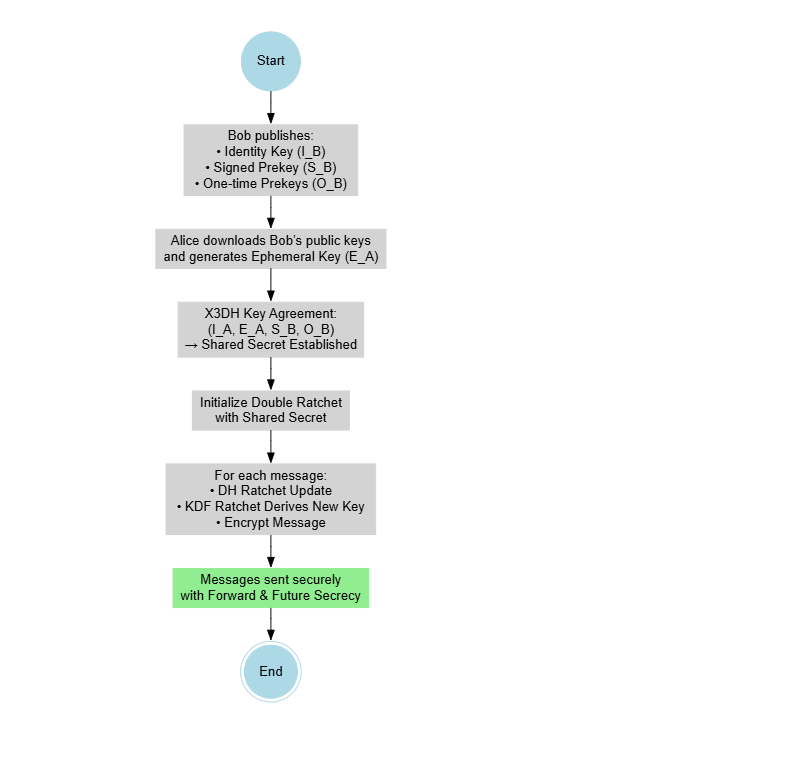 Start
Bob publishes:
• Identity Key (I_B)
• Signed Prekey (S_B)
• One-time Prekeys (O_B)
Alice downloads Bob's public keys
and generates Ephemeral Key (E_A)
X3DH Key Agreement:
(I_A, E_A, S_B, O_B)
→ Shared Secret Established
Initialize Double Ratchet
with Shared Secret
For each message:
• DH Ratchet Update
• KDF Ratchet Derives New Key
• Encrypt Message
Messages sent securely
with Forward & Future Secrecy
End